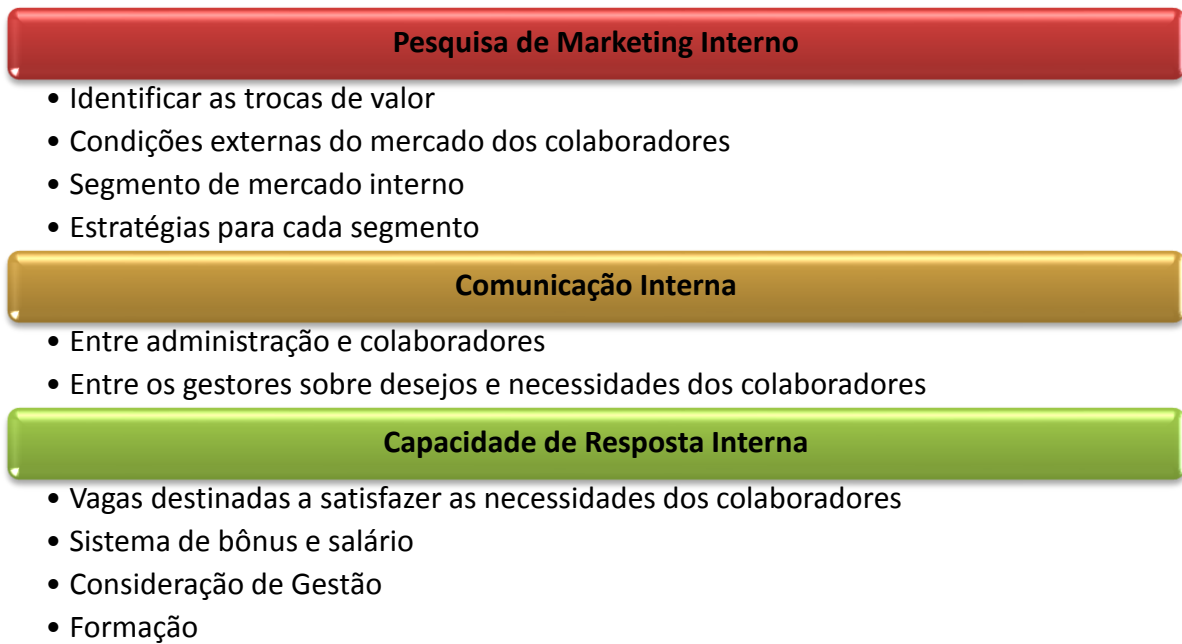 Pesquisa de Marketing Interno
• Identificar as trocas de valor
• Condições externas do mercado dos colaboradores
• Segmento de mercado interno
• Estratégias para cada segmento
Comunicação Interna
• Entre administração e colaboradores
• Entre os gestores sobre desejos e necessidades dos colaboradores
Capacidade de Resposta Interna
• Vagas destinadas a satisfazer as necessidades dos colaboradores
• Sistema de bônus e salário
• Consideração de Gestão
• Formação